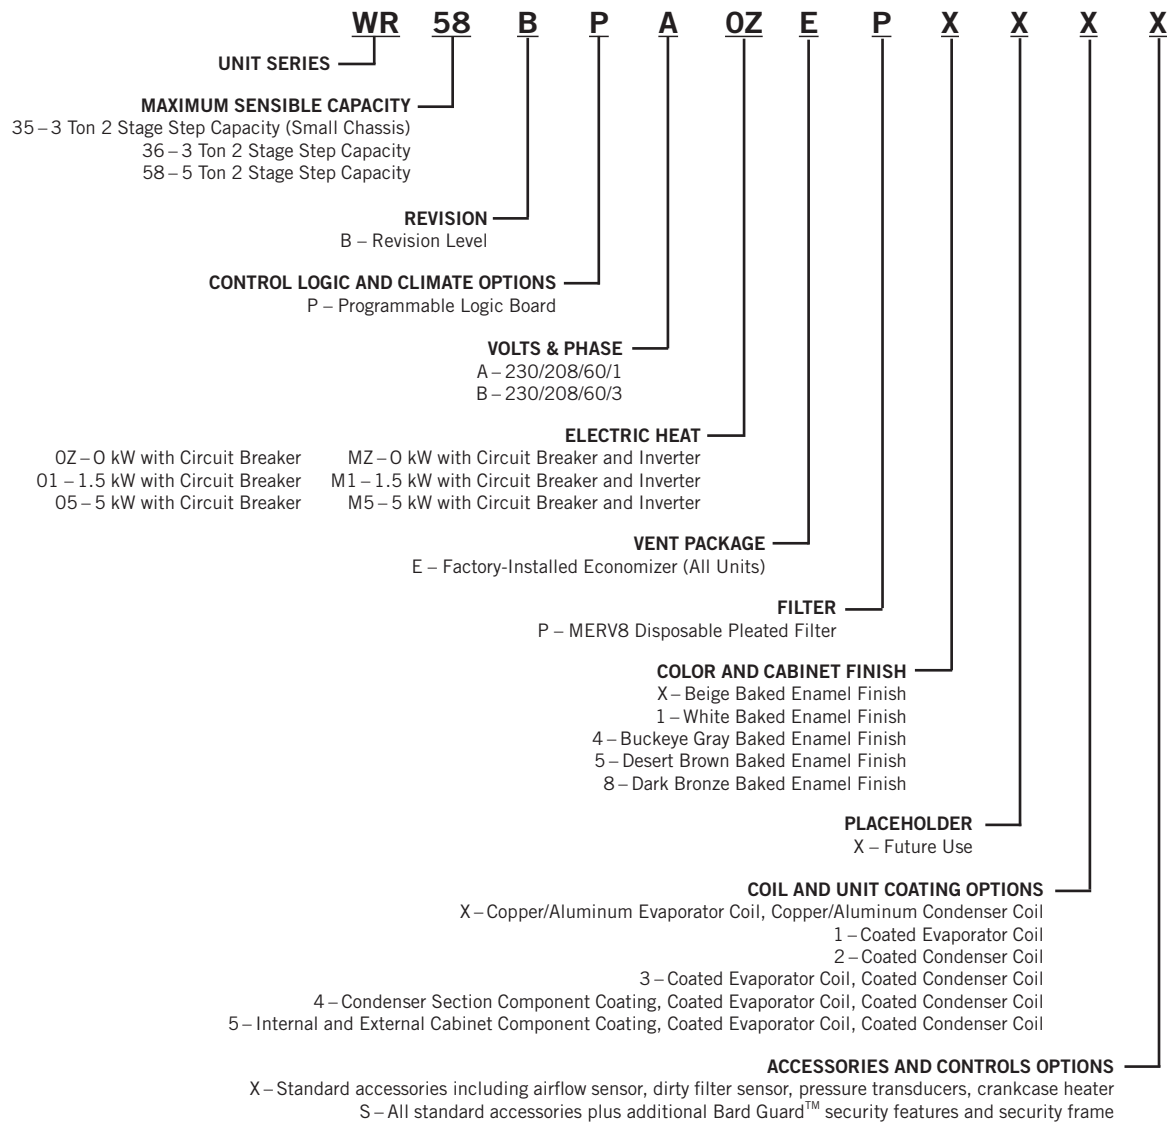 WR 58 B P A 0Z E P X X X X
UNIT SERIES
MAXIMUM SENSIBLE CAPACITY
35 – 3 Ton 2 Stage Step Capacity (Small Chassis)
36 – 3 Ton 2 Stage Step Capacity
58 – 5 Ton 2 Stage Step Capacity
REVISION
B – Revision Level
CONTROL LOGIC AND CLIMATE OPTIONS
P – Programmable Logic Board
VOLTS & PHASE
A – 230/208/60/1
B – 230/208/60/3
ELECTRIC HEAT
0Z – 0 kW with Circuit Breaker MZ – 0 kW with Circuit Breaker and Inverter
01 – 1.5 kW with Circuit Breaker M1 – 1.5 kW with Circuit Breaker and Inverter
05 – 5 kW with Circuit Breaker M5 – 5 kW with Circuit Breaker and Inverter
VENT PACKAGE
E – Factory-Installed Economizer (All Units)
FILTER
P – MERV8 Disposable Pleated Filter
COLOR AND CABINET FINISH
X – Beige Baked Enamel Finish
1 – White Baked Enamel Finish
4 – Buckeye Gray Baked Enamel Finish
5 – Desert Brown Baked Enamel Finish
8 – Dark Bronze Baked Enamel Finish
PLACEHOLDER
X – Future Use
COIL AND UNIT COATING OPTIONS
X – Copper/Aluminum Evaporator Coil, Copper/Aluminum Condenser Coil
1 – Coated Evaporator Coil
2 – Coated Condenser Coil
3 – Coated Evaporator Coil, Coated Condenser Coil
4 – Condenser Section Component Coating, Coated Evaporator Coil, Coated Condenser Coil
5 – Internal and External Cabinet Component Coating, Coated Evaporator Coil, Coated Condenser Coil
ACCESSORIES AND CONTROLS OPTIONS
X – Standard accessories including airflow sensor, dirty filter sensor, pressure transducers, crankcase heater
S – All standard accessories plus additional Bard Guard™ security features and security frame